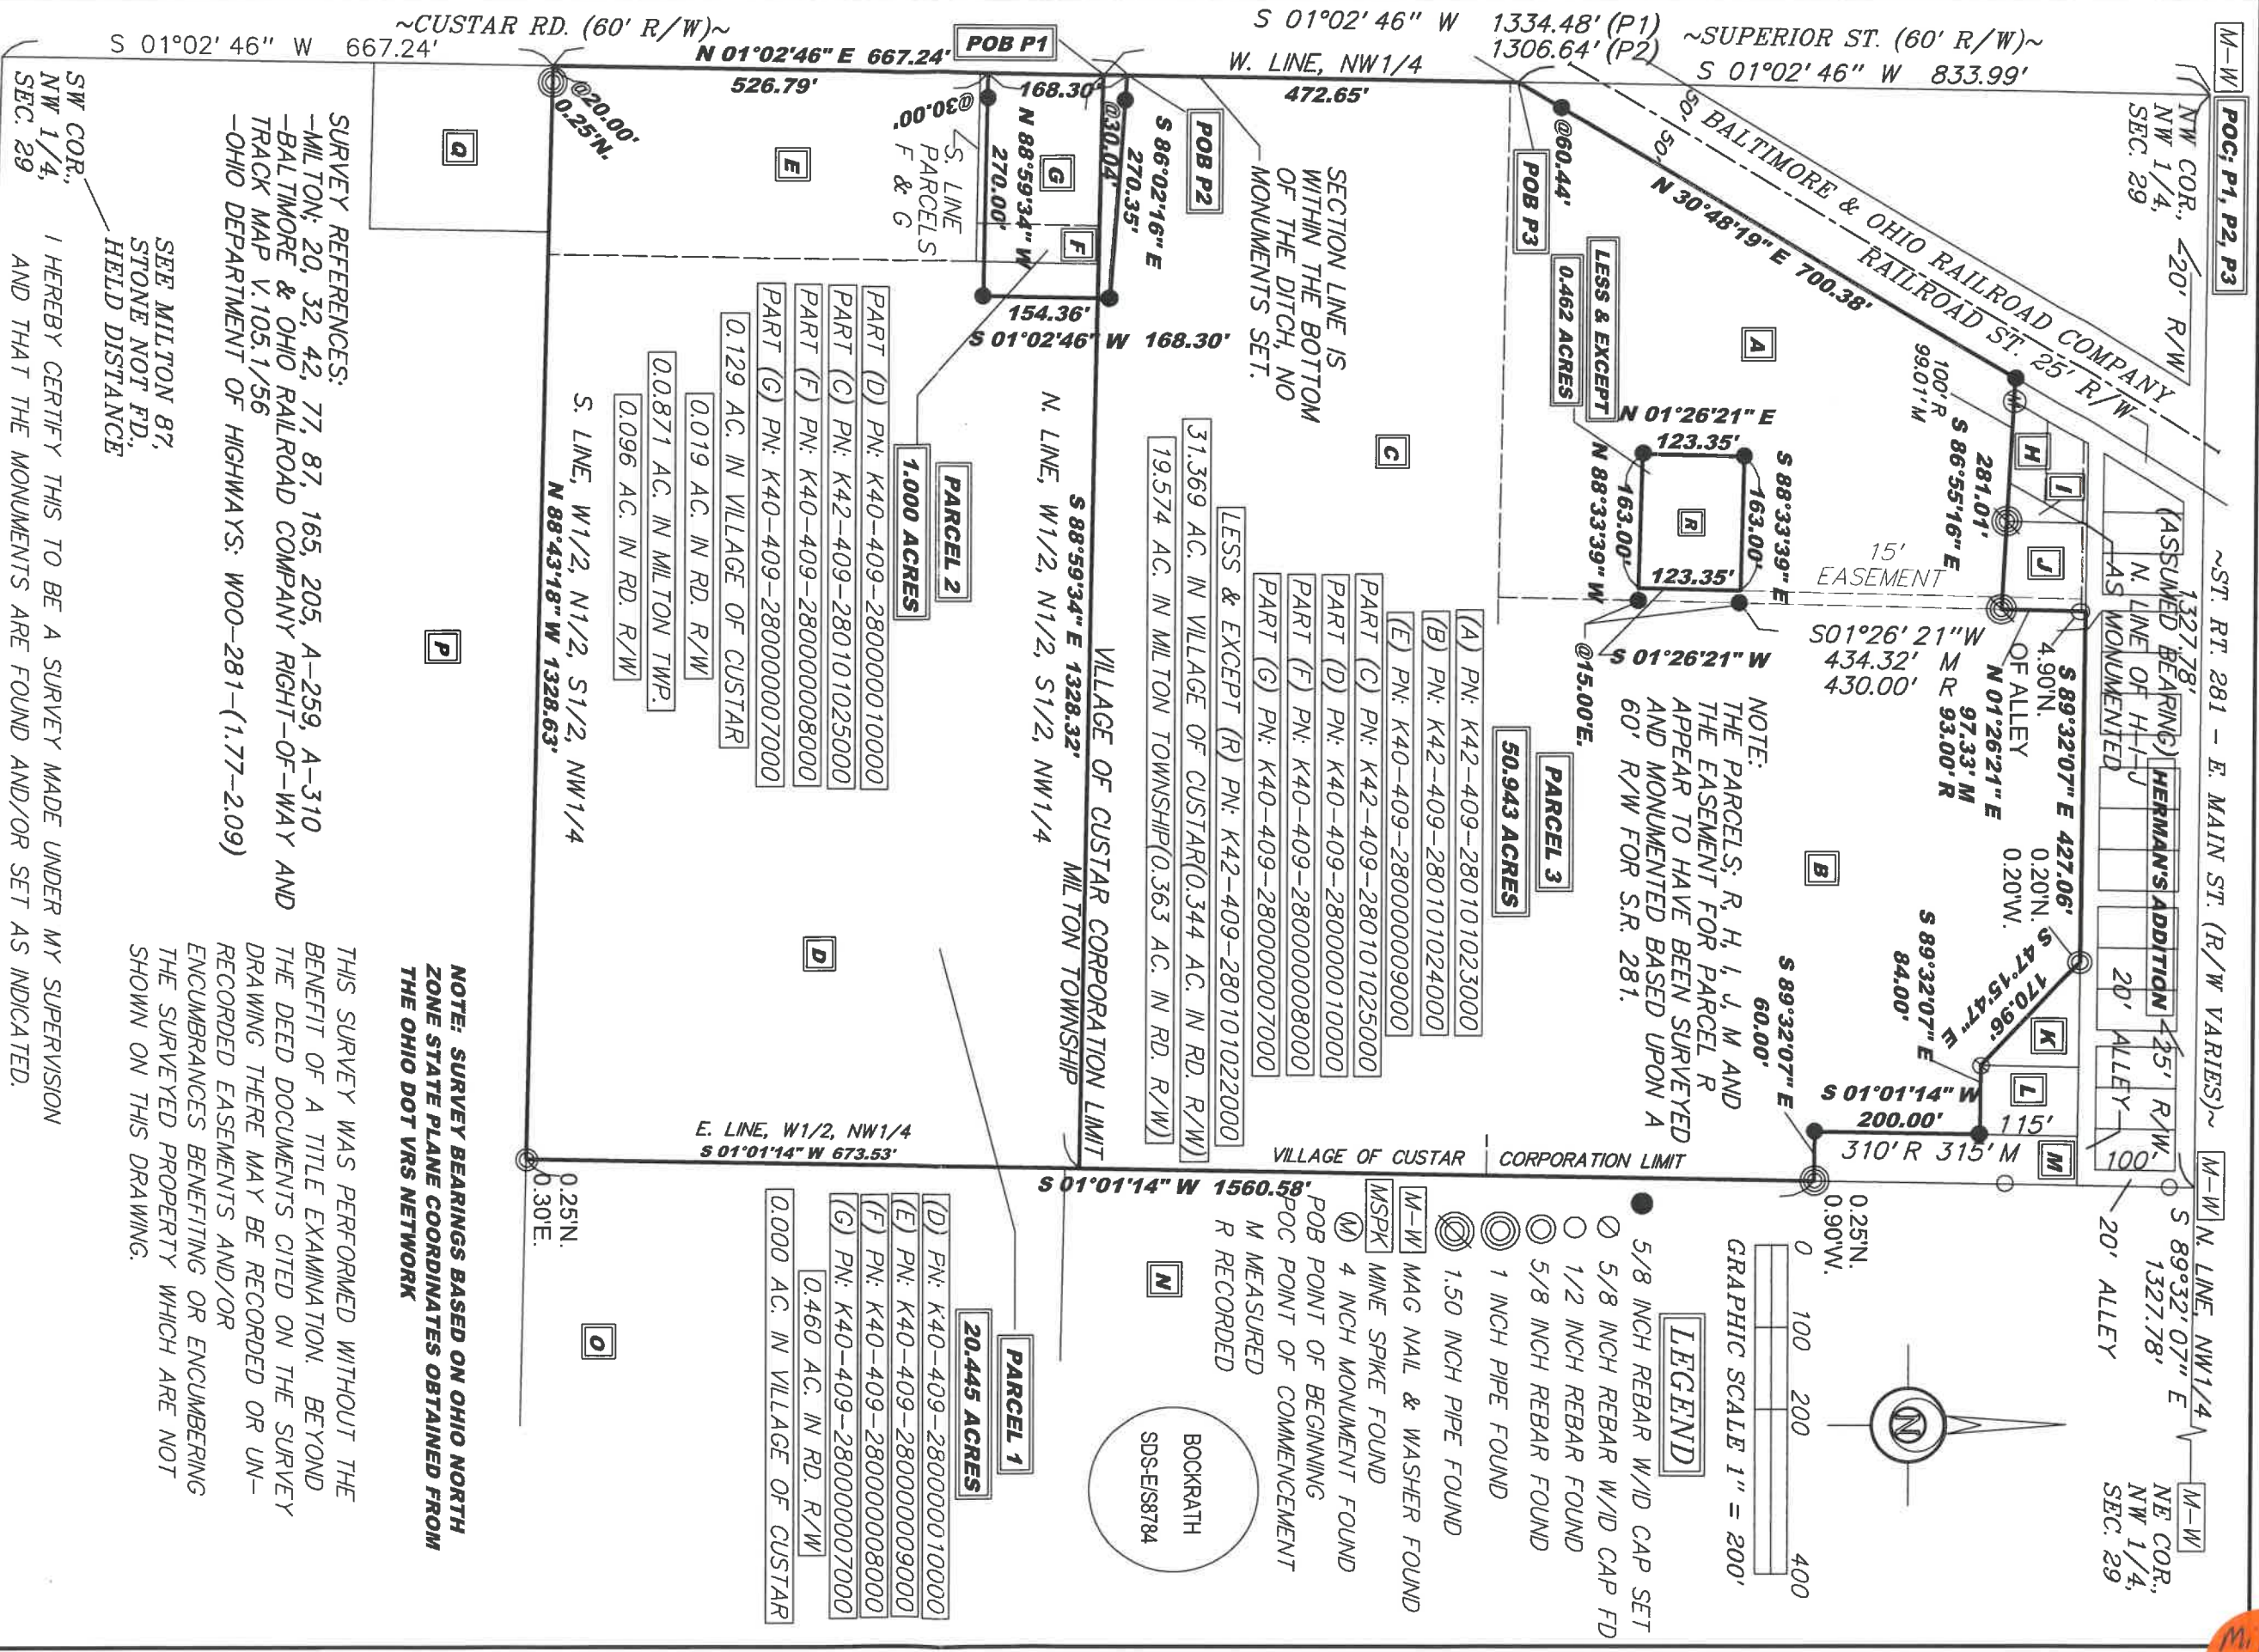 M-W
POC; P1, P2, P3
NW COR.,
NW 1/4,
SEC. 29
20' R/W
~ST. RT. 281 - E. MAIN ST. (R/W VARIES)~
M-W
N. LINE, NW1/4
S 89°32'07" E
1327.78'
M-W
NE COR.,
NW 1/4,
SEC. 29
1327.78'
(ASSUMED BEARING)
N. LINE OF H-I-J
AS MONUMENTED
HERMAN'S ADDITION
25' R/W
20' ALLEY
100'
20' ALLEY
~SUPERIOR ST. (60' R/W)~
S 01°02'46" W 833.99'
S 01°02'46" W 1334.48' (P1)
1306.64' (P2)
W. LINE, NW1/4
472.65'
~CUSTAR RD. (60' R/W)~
S 01°02'46" W 667.24'
N 01°02'46" E 667.24'
526.79'
168.30'
POB P1
POB P2
POB P3
50'
50'
BALTIMORE & OHIO RAILROAD COMPANY
RAILROAD ST. 25' R/W
N 30°48'19" E 700.38'
@60.44'
A
100' R
99.01' M
S 86°55'16" E
281.01'
H
I
J
4.90'N.
OF ALLEY
N 01°26'21" E
97.33' M
93.00' R
S 89°32'07" E 427.06'
0.20'N.
0.20'W.
S 47°15'47" E
170.96'
S 89°32'07" E
84.00'
K
L
M
115'
310' R 315' M
S 01°01'14" W
200.00'
S 89°32'07" E
60.00'
0.25'N.
0.90'W.
B
15'
EASEMENT
S01°26'21"W
434.32' M
430.00' R
LESS & EXCEPT
0.462 ACRES
N 01°26'21" E
123.35'
S 88°33'39" E
163.00'
R
123.35'
S 01°26'21" W
163.00'
N 88°33'39" W
@15.00'E.
NOTE:
THE PARCELS; R, H, I, J, M AND
THE EASEMENT FOR PARCEL R
APPEAR TO HAVE BEEN SURVEYED
AND MONUMENTED BASED UPON A
60' R/W FOR S.R. 281.
PARCEL 3
50.943 ACRES
(A) PN: K42-409-280101023000
(B) PN: K42-409-280101024000
(E) PN: K40-409-280000009000
PART (C) PN: K42-409-280101025000
PART (D) PN: K40-409-280000010000
PART (F) PN: K40-409-280000008000
PART (G) PN: K40-409-280000007000
LESS & EXCEPT (R) PN: K42-409-280101022000
31.369 AC. IN VILLAGE OF CUSTAR(0.344 AC. IN RD. R/W)
19.574 AC. IN MILTON TOWNSHIP(0.363 AC. IN RD. R/W)
C
SECTION LINE IS
WITHIN THE BOTTOM
OF THE DITCH, NO
MONUMENTS SET.
S 86°02'16" E
270.35'
@30.04'
G
F
N 88°59'34" W
270.00'
@30.00'
S. LINE
PARCELS
F & G
154.36'
S 01°02'46" W 168.30'
E
@20.00'
0.25'N.
Q
VILLAGE OF CUSTAR CORPORATION LIMIT
MILTON TOWNSHIP
S 88°59'34" E 1328.32'
N. LINE, W1/2, N1/2, S1/2, NW1/4
PARCEL 2
1.000 ACRES
PART (D) PN: K40-409-280000010000
PART (C) PN: K42-409-280101025000
PART (F) PN: K40-409-280000008000
PART (G) PN: K40-409-280000007000
0.129 AC. IN VILLAGE OF CUSTAR
0.019 AC. IN RD. R/W
0.0.871 AC. IN MILTON TWP.
0.096 AC. IN RD. R/W
S. LINE, W1/2, N1/2, S1/2, NW1/4
N 88°43'18" W 1328.63'
D
P
E. LINE, W1/2, NW1/4
S 01°01'14" W 673.53'
S 01°01'14" W 1560.58'
VILLAGE OF CUSTAR CORPORATION LIMIT
0.25'N.
0.30'E.
N
O
GRAPHIC SCALE 1" = 200'
0 100 200 400
N
LEGEND
5/8 INCH REBAR W/ID CAP SET
5/8 INCH REBAR W/ID CAP FD
1/2 INCH REBAR FOUND
5/8 INCH REBAR FOUND
1 INCH PIPE FOUND
1.50 INCH PIPE FOUND
M-W MAG NAIL & WASHER FOUND
MSPK MINE SPIKE FOUND
M 4 INCH MONUMENT FOUND
POB POINT OF BEGINNING
POC POINT OF COMMENCEMENT
M MEASURED
R RECORDED
BOCKRATH
SDS-E/S8784
PARCEL 1
20.445 ACRES
(D) PN: K40-409-280000010000
(E) PN: K40-409-280000009000
(F) PN: K40-409-280000008000
(G) PN: K40-409-280000007000
0.460 AC. IN RD. R/W
0.000 AC. IN VILLAGE OF CUSTAR
SURVEY REFERENCES:
-MILTON; 20, 32, 42, 77, 87, 165, 205, A-259, A-310
-BALTIMORE & OHIO RAILROAD COMPANY RIGHT-OF-WAY AND
TRACK MAP V.105.1/56
-OHIO DEPARTMENT OF HIGHWAYS: WOO-281-(1.77-2.09)
SEE MILTON 87,
STONE NOT FD.,
HELD DISTANCE
SW COR.,
NW 1/4,
SEC. 29
NOTE: SURVEY BEARINGS BASED ON OHIO NORTH
ZONE STATE PLANE COORDINATES OBTAINED FROM
THE OHIO DOT VRS NETWORK
THIS SURVEY WAS PERFORMED WITHOUT THE
BENEFIT OF A TITLE EXAMINATION. BEYOND
THE DEED DOCUMENTS CITED ON THE SURVEY
DRAWING THERE MAY BE RECORDED OR UN-
RECORDED EASEMENTS AND/OR
ENCUMBRANCES BENEFITING OR ENCUMBERING
THE SURVEYED PROPERTY WHICH ARE NOT
SHOWN ON THIS DRAWING.
I HEREBY CERTIFY THIS TO BE A SURVEY MADE UNDER MY SUPERVISION
AND THAT THE MONUMENTS ARE FOUND AND/OR SET AS INDICATED.